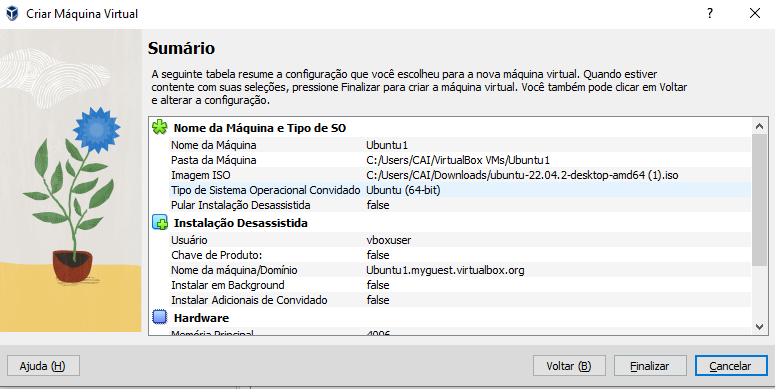 Criar Máquina Virtual
Sumário
A seguinte tabela resume a configuração que você escolheu para a nova máquina virtual. Quando estiver
contente com suas seleções, pressione Finalizar para criar a máquina virtual. Você também pode clicar em Voltar
e alterar a configuração.
Nome da Máquina e Tipo de SO
Nome da Máquina Ubuntu1
Pasta da Máquina C:/Users/CAI/VirtualBox VMs/Ubuntu1
Imagem ISO C:/Users/CAI/Downloads/ubuntu-22.04.2-desktop-amd64 (1).iso
Tipo de Sistema Operacional Convidado Ubuntu (64-bit)
Pular Instalação Desassistida false
Instalação Desassistida
Usuário vboxuser
Chave de Produto: false
Nome da máquina/Domínio Ubuntu1.myguest.virtualbox.org
Instalar em Background false
Instalar Adicionais de Convidado false
Hardware
Memória Principal 4096
Ajuda (H) Voltar (B) Finalizar Cancelar